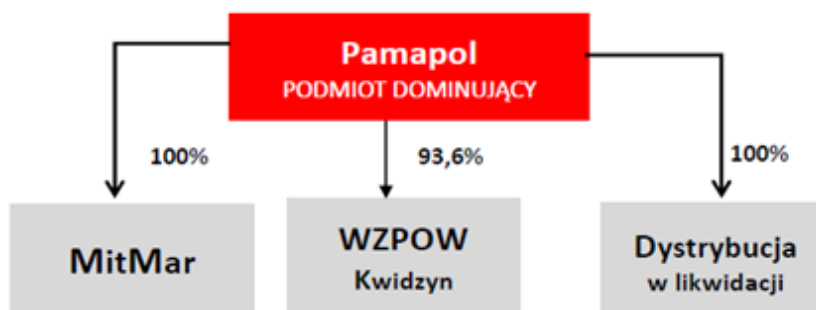 Pamapol
PODMIOT DOMINUJĄCY
100%
93,6%
100%
MitMar
WZPOW
Kwidzyn
Dystrybucja
w likwidacji